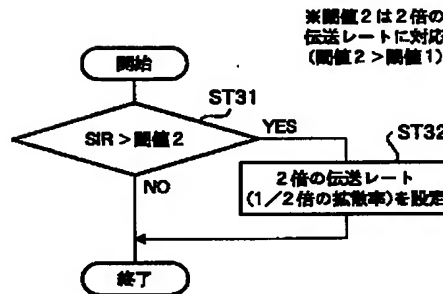 ※閾値2は2倍の
伝送レートに対応
(閾値2>閾値1)
開始
ST31
SIR>閾値2
YES
ST32
NO
2倍の伝送レート
(1/2倍の拡散率)を設定
終了